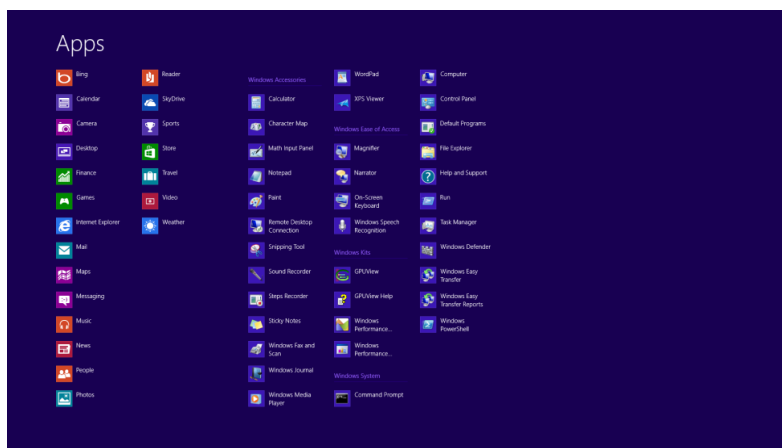 Apps
Bing
Calendar
Camera
Desktop
Finance
Games
Internet Explorer
Mail
Maps
Messaging
Music
News
People
Photos
Reader
SkyDrive
Sports
Store
Travel
Video
Weather
Windows Accessories
Calculator
Character Map
Math Input Panel
Notepad
Paint
Remote Desktop
Connection
Snipping Tool
Sound Recorder
Steps Recorder
Sticky Notes
Windows Fax and
Scan
Windows Journal
Windows Media
Player
WordPad
XPS Viewer
Windows Ease of Access
Magnifier
Narrator
On-Screen
Keyboard
Windows Speech
Recognition
Windows Kits
GPUView
GPUView Help
Windows
Performance...
Windows
Performance...
Windows System
Command Prompt
Computer
Control Panel
Default Programs
File Explorer
Help and Support
Run
Task Manager
Windows Defender
Windows Easy
Transfer
Windows Easy
Transfer Reports
Windows
PowerShell